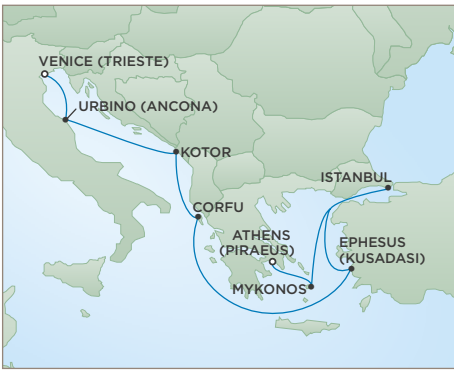 VENICE (TRIESTE)
URBINO (ANCONA)
KOTOR
ISTANBUL
CORFU
ATHENS
(PIRAEUS)
EPHESUS
(KUSADASI)
MYKONOS